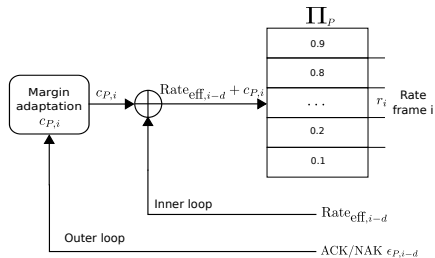 Π_P
0.9
0.8
...
0.2
0.1
Margin
adaptation
c_{P,i}
c_{P,i}
Rate_{eff,i−d} + c_{P,i}
r_i
Rate
frame i
Inner loop
Rate_{eff,i−d}
Outer loop
ACK/NAK ϵ_{P,i−d}